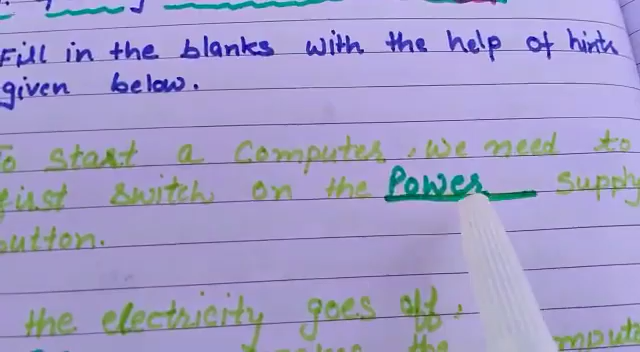 Fill in the blanks with the help of hints
given below.
To start a computer, we need to
first switch on the Power supply
button.
the electricity goes off,
the